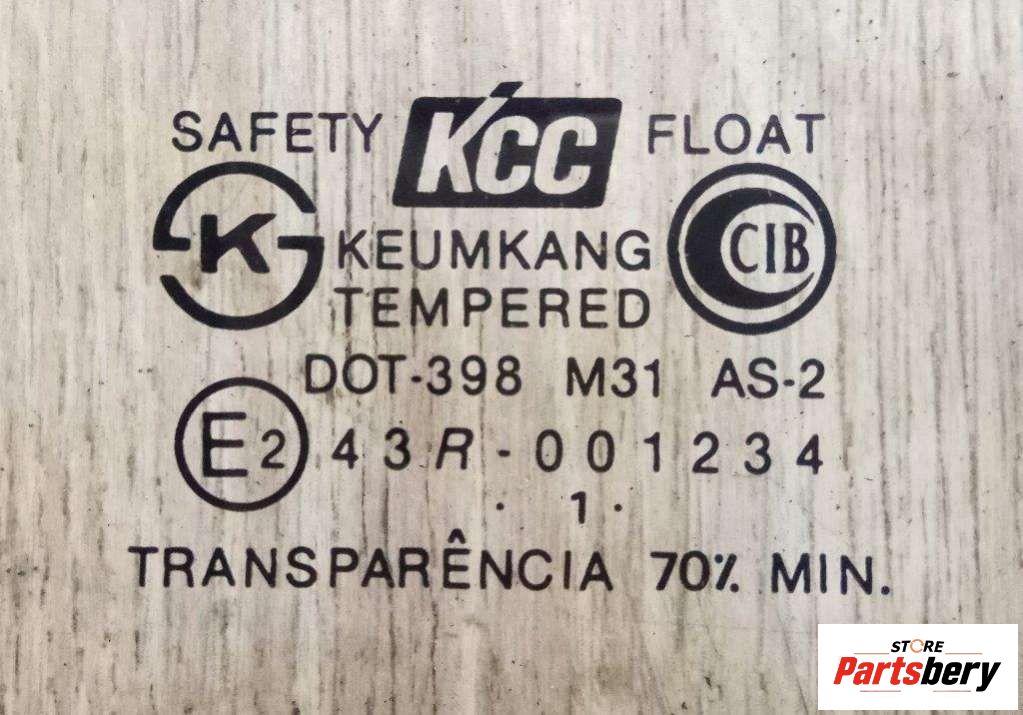 SAFETY KCC FLOAT
K CIB
KEUMKANG
TEMPERED
DOT-398 M31 AS-2
E2 43R-001234
. 1 .
TRANSPARÊNCIA 70% MIN.
STORE
Partsbery